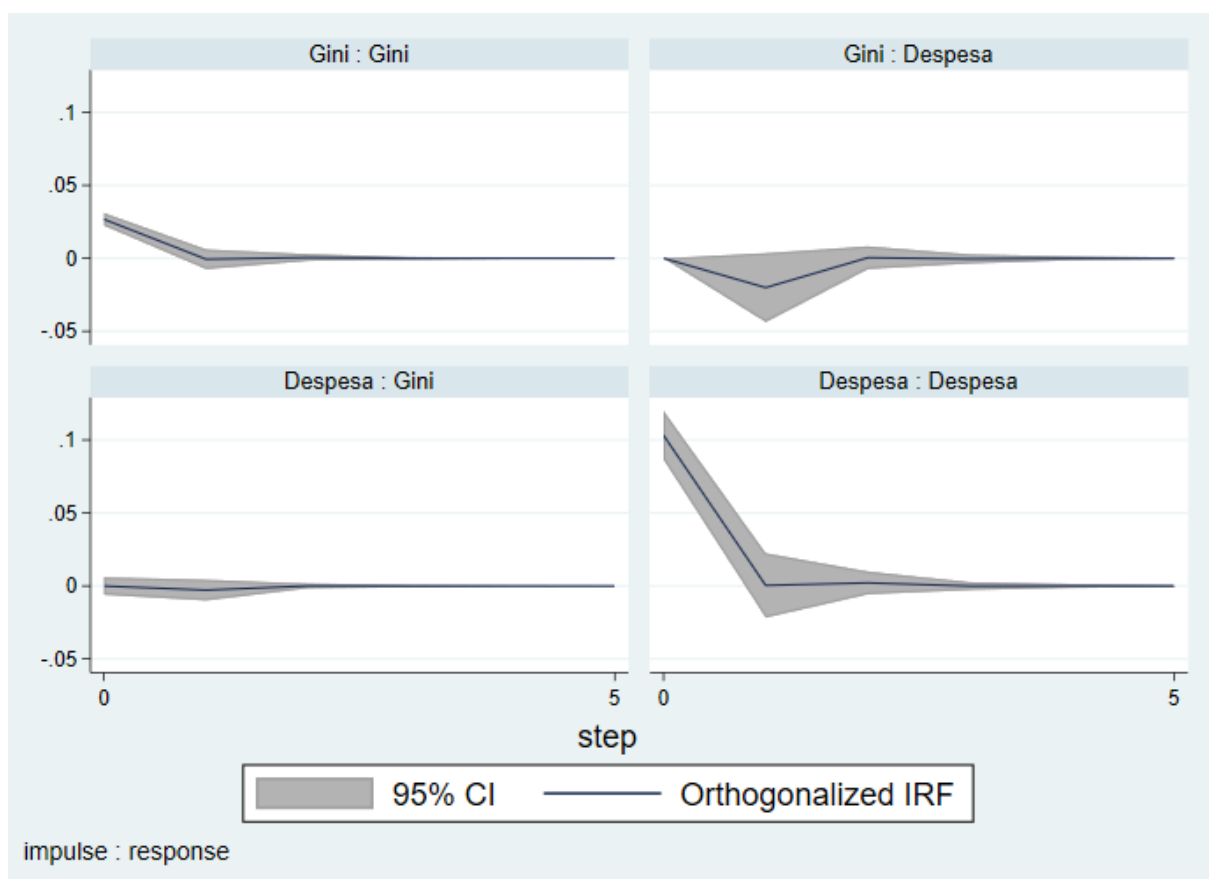 Gini : Gini
Gini : Despesa
.1
.05
0
-.05
Despesa : Gini
Despesa : Despesa
.1
.05
0
-.05
0 5 0 5
step
95% CI Orthogonalized IRF
impulse : response